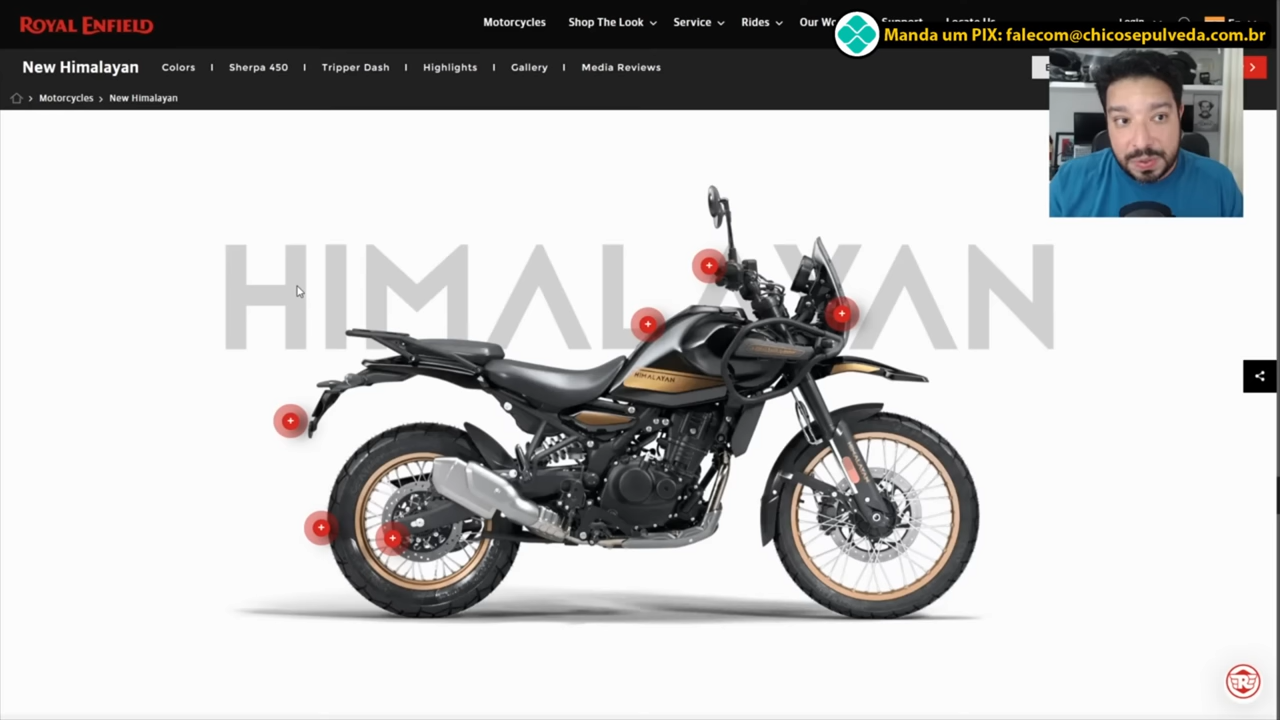 ROYAL ENFIELD
Motorcycles
Shop The Look
Service
Rides
Manda um PIX: falecom@chicosepulveda.com.br
New Himalayan
Colors
Sherpa 450
Tripper Dash
Highlights
Gallery
Media Reviews
Motorcycles
New Himalayan
HIMALAYAN
HIMALAYAN